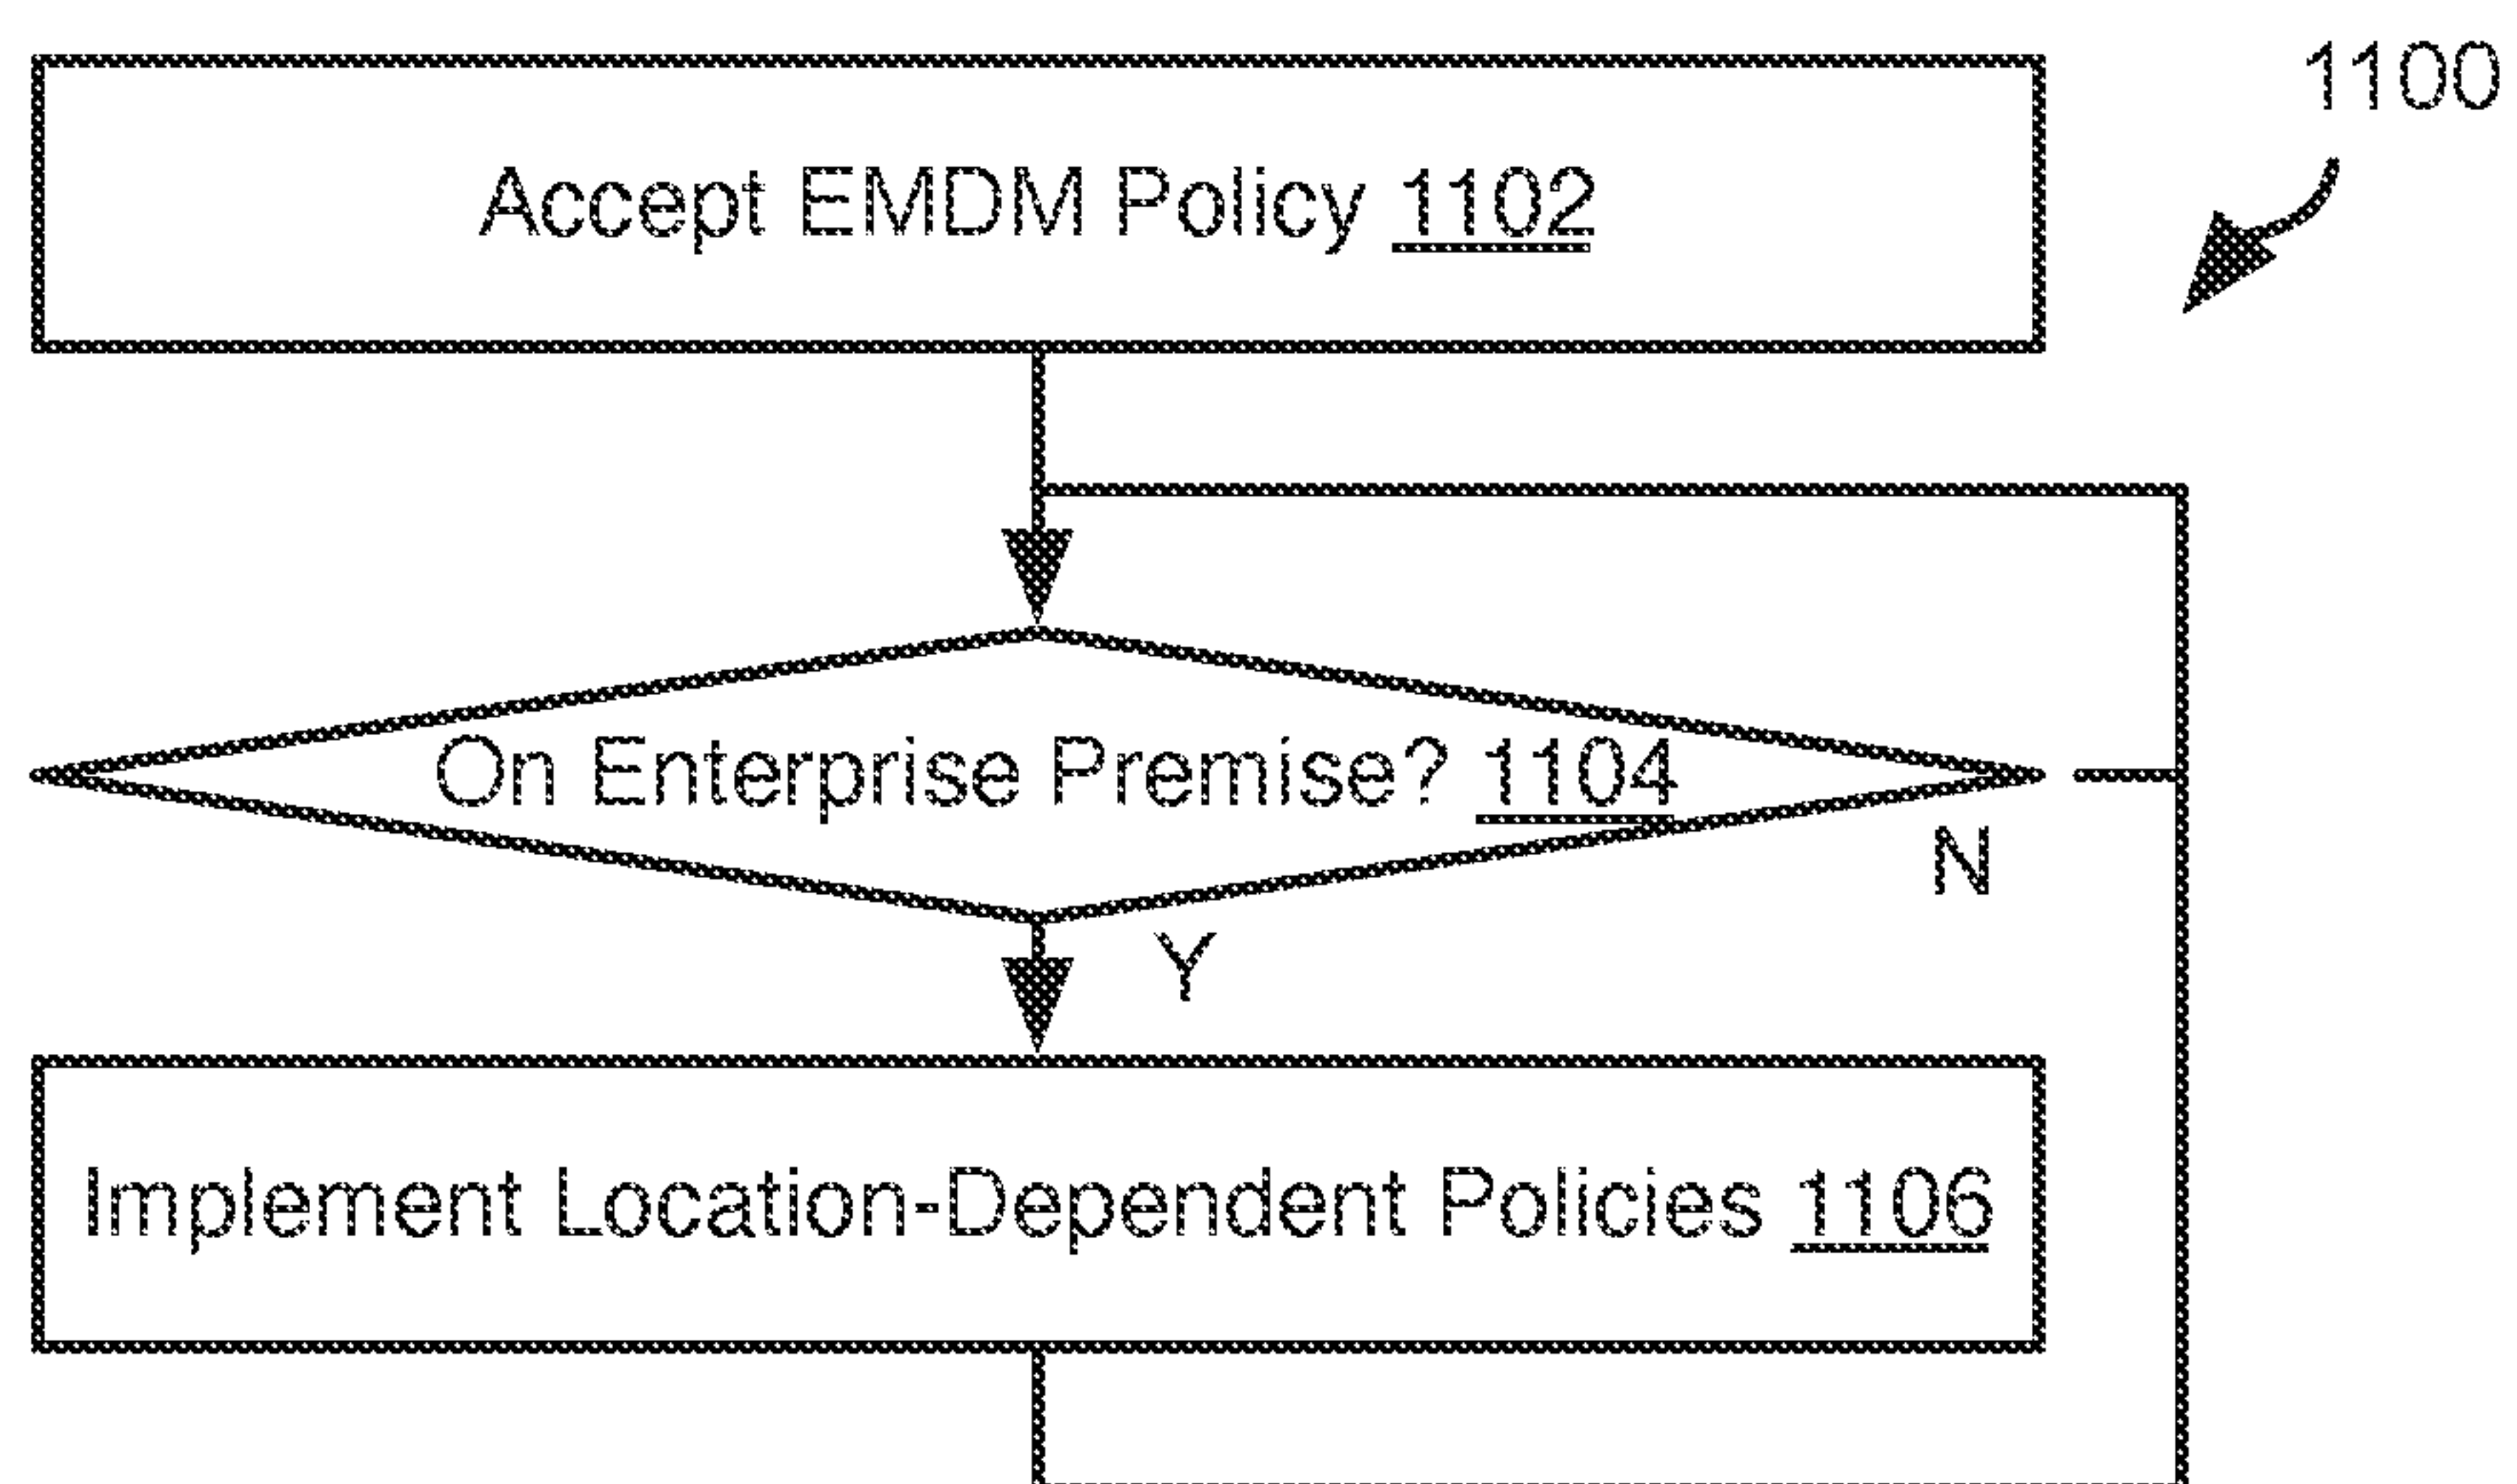 1100
Accept EMDM Policy 1102
On Enterprise Premise? 1104
N
Y
Implement Location-Dependent Policies 1106